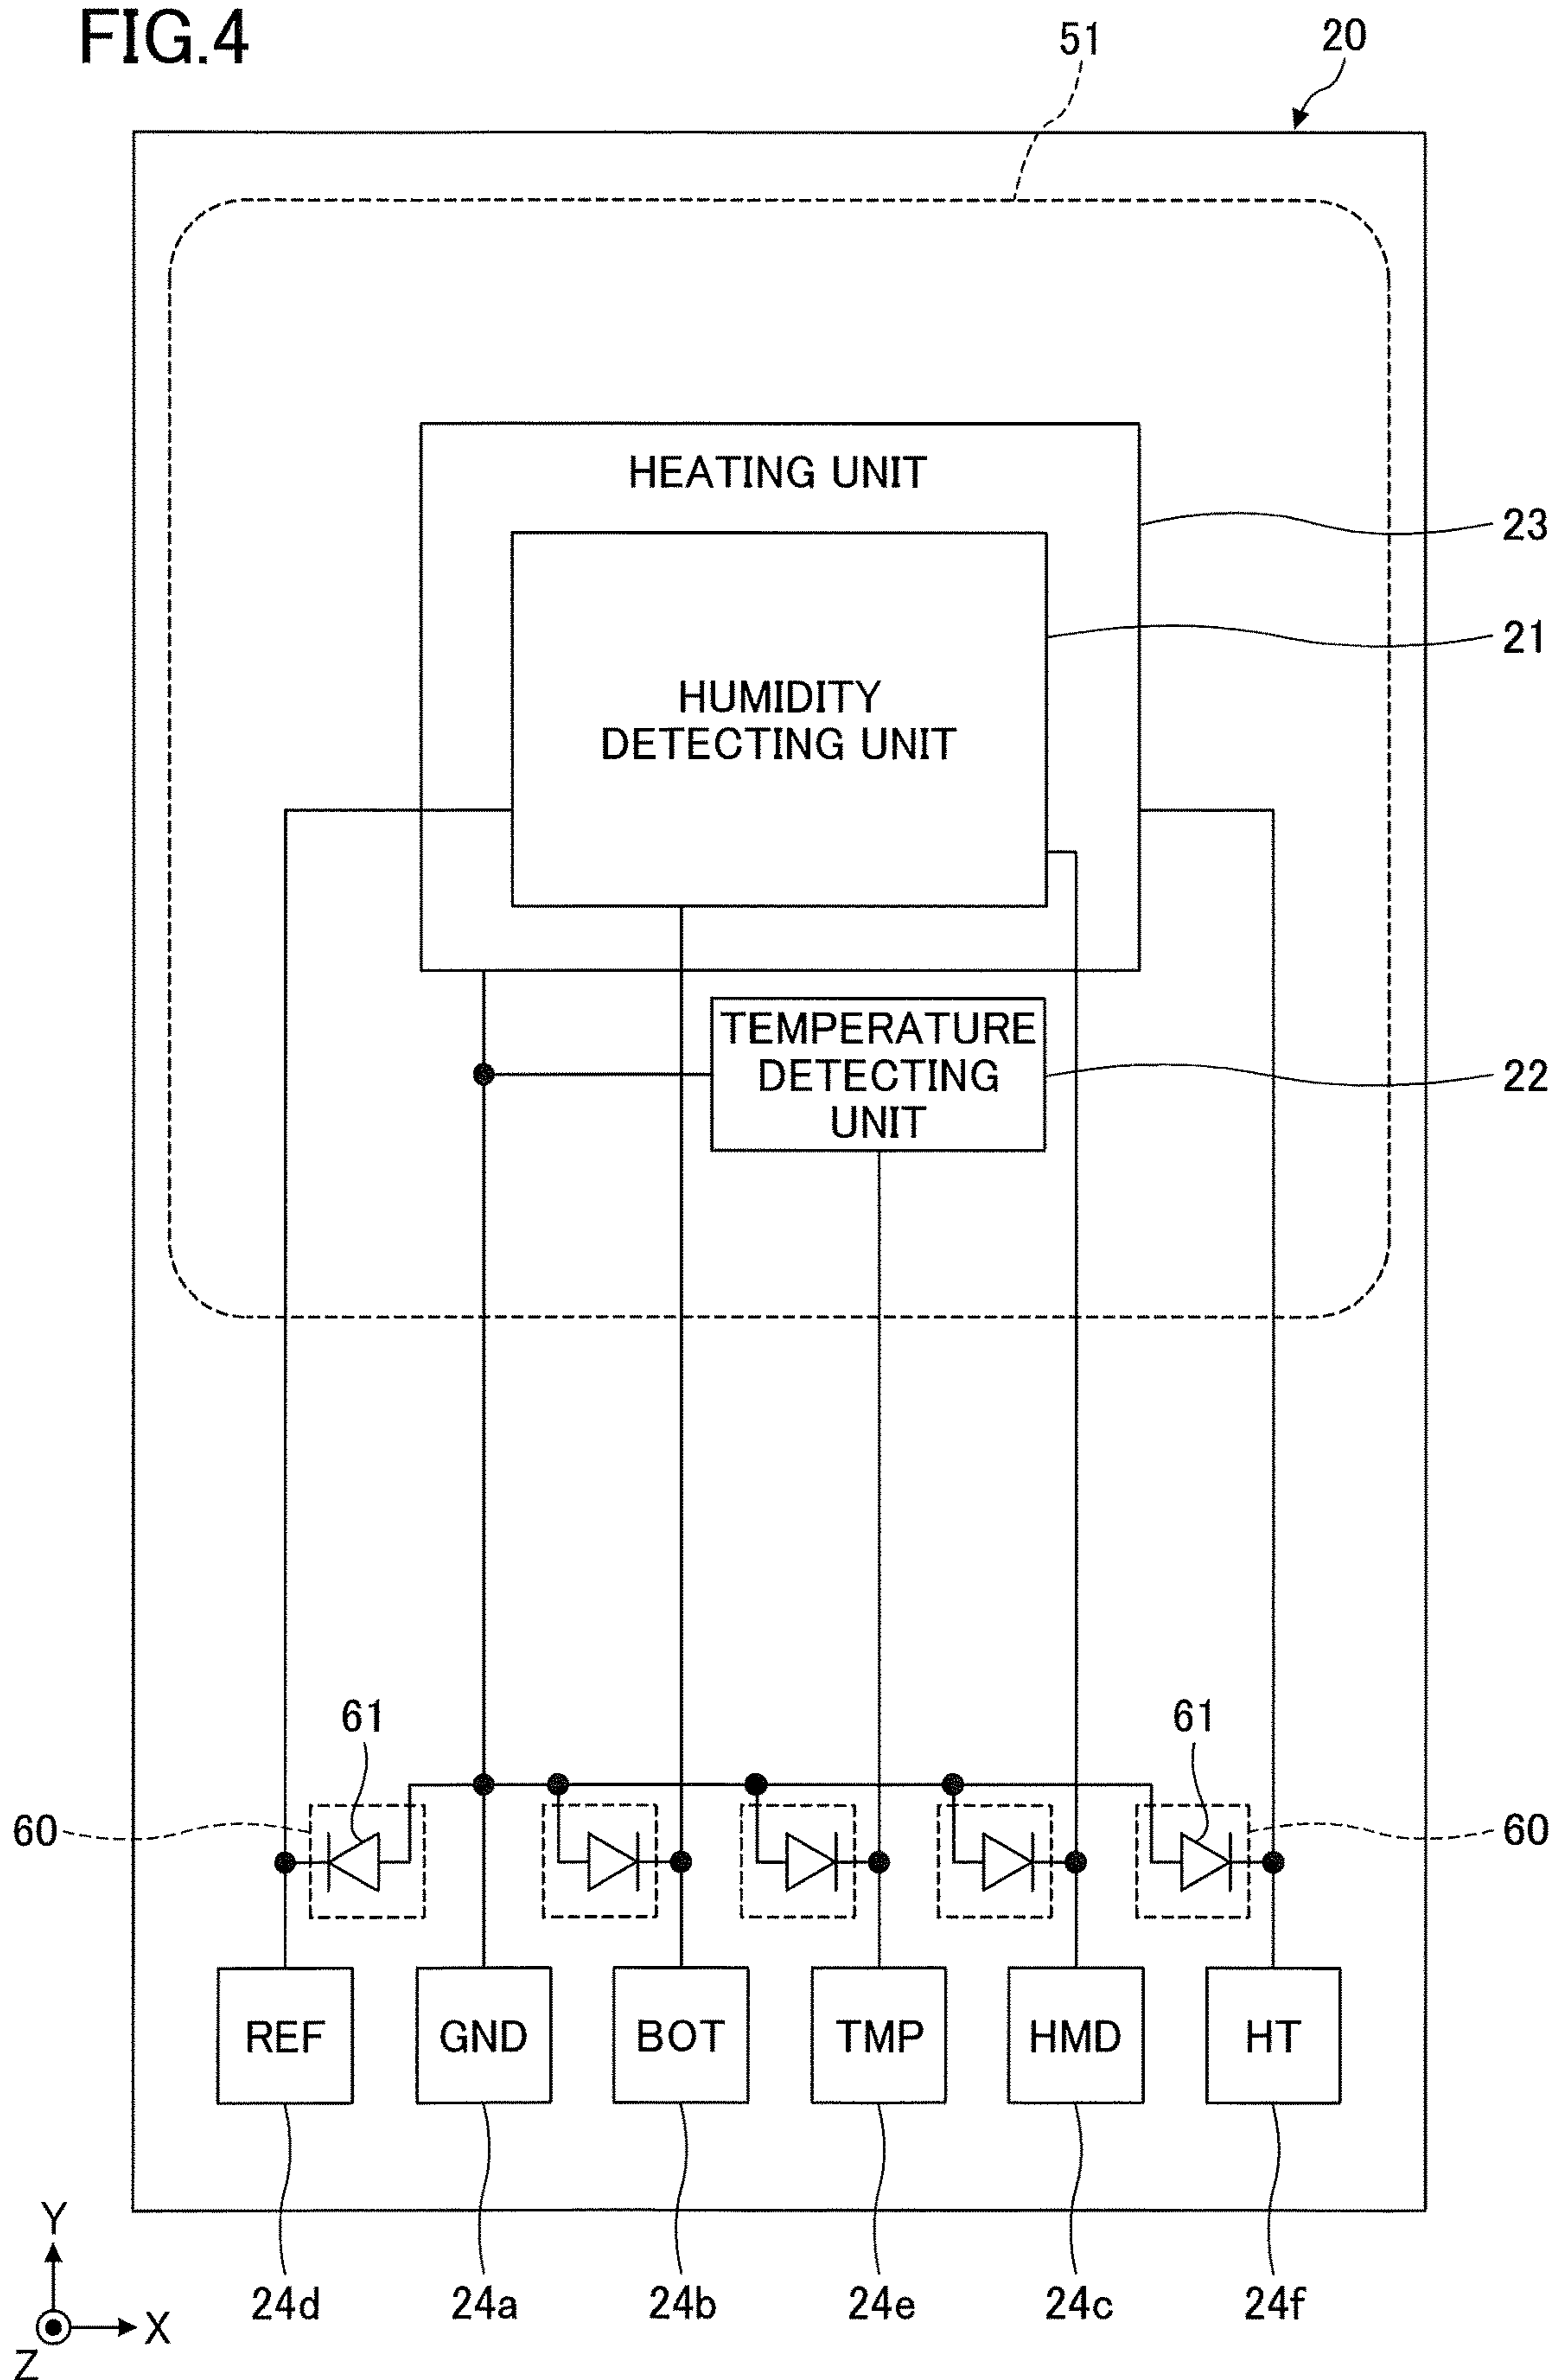 FIG.4
51
20
HEATING UNIT
23
21
HUMIDITY
DETECTING UNIT
TEMPERATURE
DETECTING
UNIT
22
61
61
60
60
REF
GND
BOT
TMP
HMD
HT
24d
24a
24b
24e
24c
24f
Y
X
Z